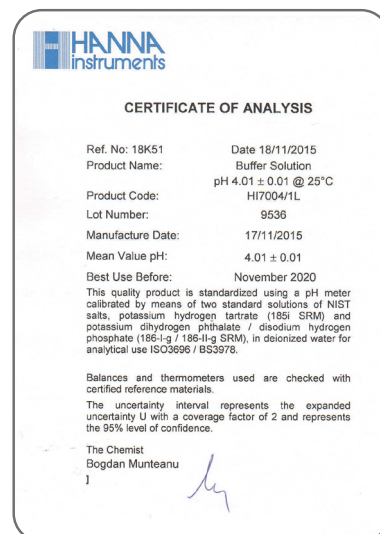 HANNA
instruments
CERTIFICATE OF ANALYSIS
Ref. No: 18K51 Date 18/11/2015
Product Name: Buffer Solution
pH 4.01 ± 0.01 @ 25°C
Product Code: HI7004/1L
Lot Number: 9536
Manufacture Date: 17/11/2015
Mean Value pH: 4.01 ± 0.01
Best Use Before: November 2020
This quality product is standardized using a pH meter
calibrated by means of two standard solutions of NIST
salts, potassium hydrogen tartrate (185i SRM) and
potassium dihydrogen phthalate / disodium hydrogen
phosphate (186-I-g / 186-II-g SRM), in deionized water for
analytical use ISO3696 / BS3978.
Balances and thermometers used are checked with
certified reference materials.
The uncertainty interval represents the expanded
uncertainty U with a coverage factor of 2 and represents
the 95% level of confidence.
The Chemist
Bogdan Munteanu
]